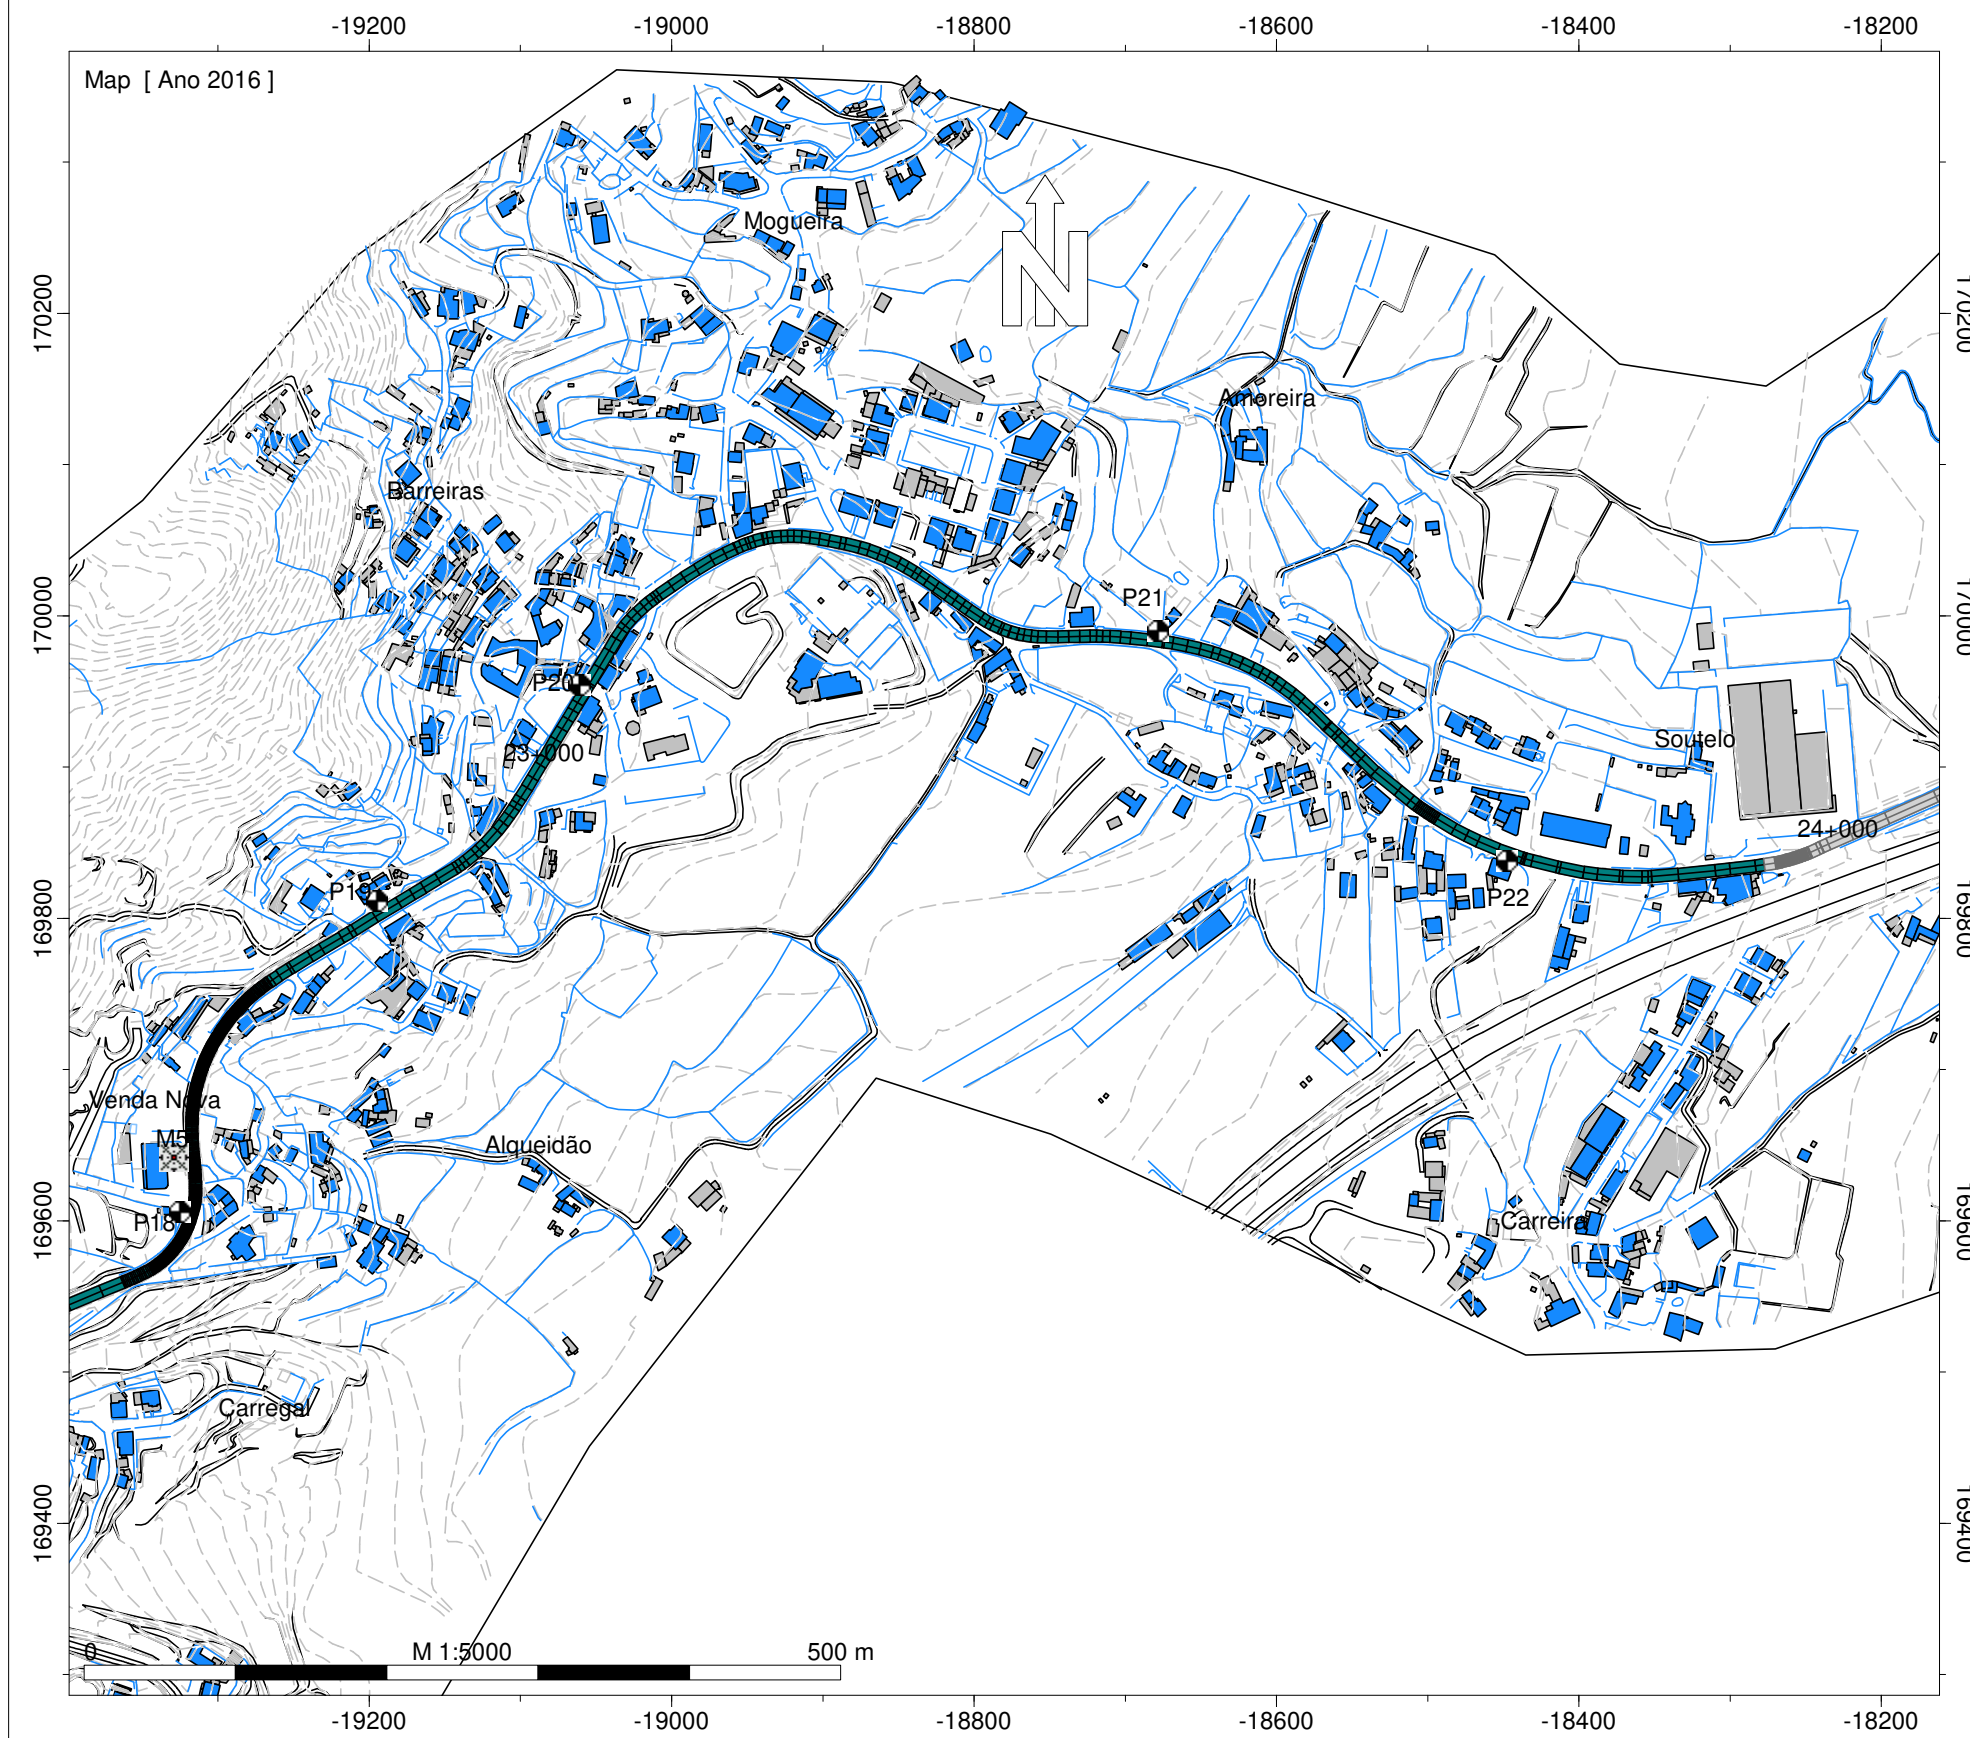 -19200 -19000 -18800 -18600 -18400 -18200
Map [ Ano 2016 ]
Mogueira
N
170200 170200
Amoreira
Barreiras
170000 170000
P21
P20
23+000
Soutelo
24+000
P19
P22
169800 169800
Venda Nova
M5
Alqueidão
P18
Carreira
169600 169600
Carregal
169400 169400
0 M 1:5000 500 m
-19200 -19000 -18800 -18600 -18400 -18200